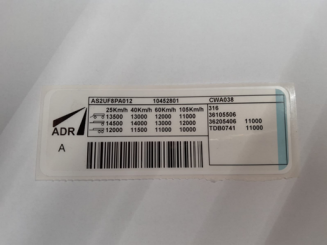 AS2UF8PA012 10452801 CWA038
25Km/h 40Km/h 60Km/h 105Km/h 316
13500 13000 12000 11000 36105506
14500 14000 13000 12000 36205406 11000
12000 11500 11000 10000 TDB0741 11000
ADR
A